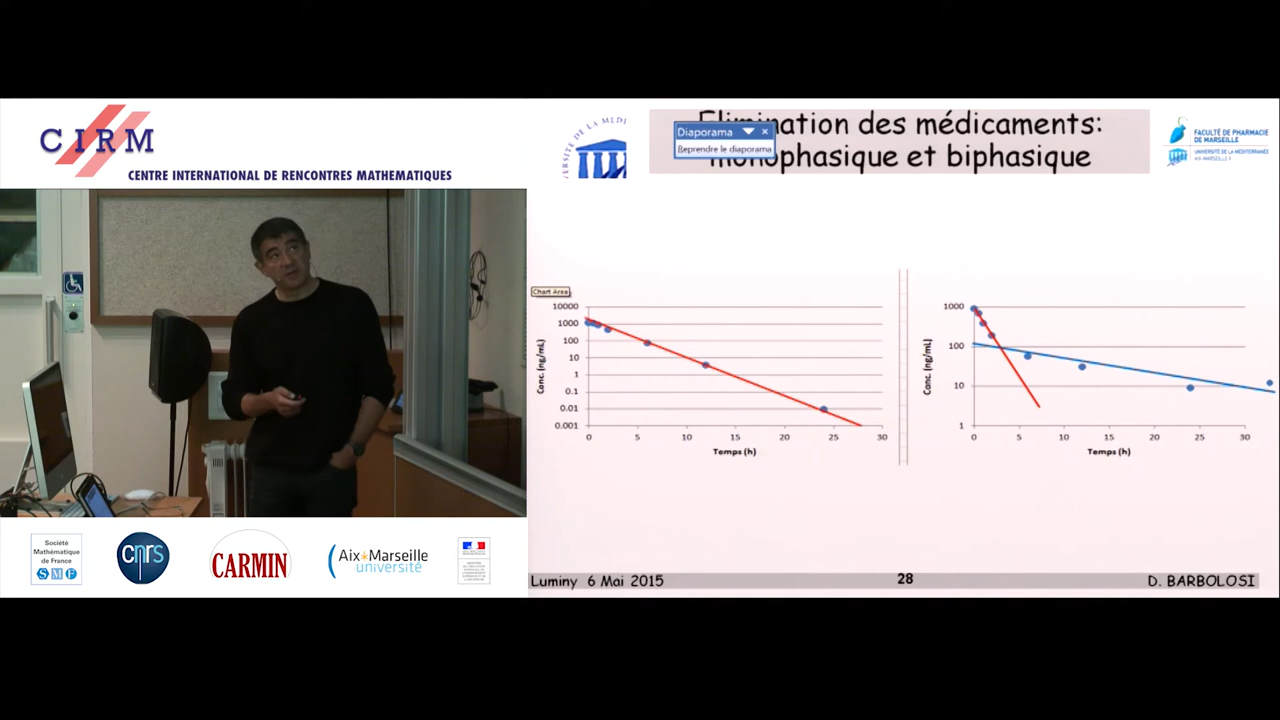 CIRM
CENTRE INTERNATIONAL DE RENCONTRES MATHEMATIQUES
Elimination des médicaments:
monophasique et biphasique
Diaporama
Reprendre le diaporama
FACULTÉ DE PHARMACIE
DE MARSEILLE
UNIVERSITÉ DE LA MÉDITERRANÉE
AIX-MARSEILLE II
Chart Area
10000
1000
100
10
1
0.1
0.01
0.001
Conc. (ng/mL)
0 5 10 15 20 25 30
Temps (h)
1000
100
10
1
Conc. (ng/mL)
0 5 10 15 20 25 30
Temps (h)
Société
Mathématique
de France
SMF
cnrs
CARMIN
Aix Marseille
université
Luminy 6 Mai 2015
28
D. BARBOLOSI